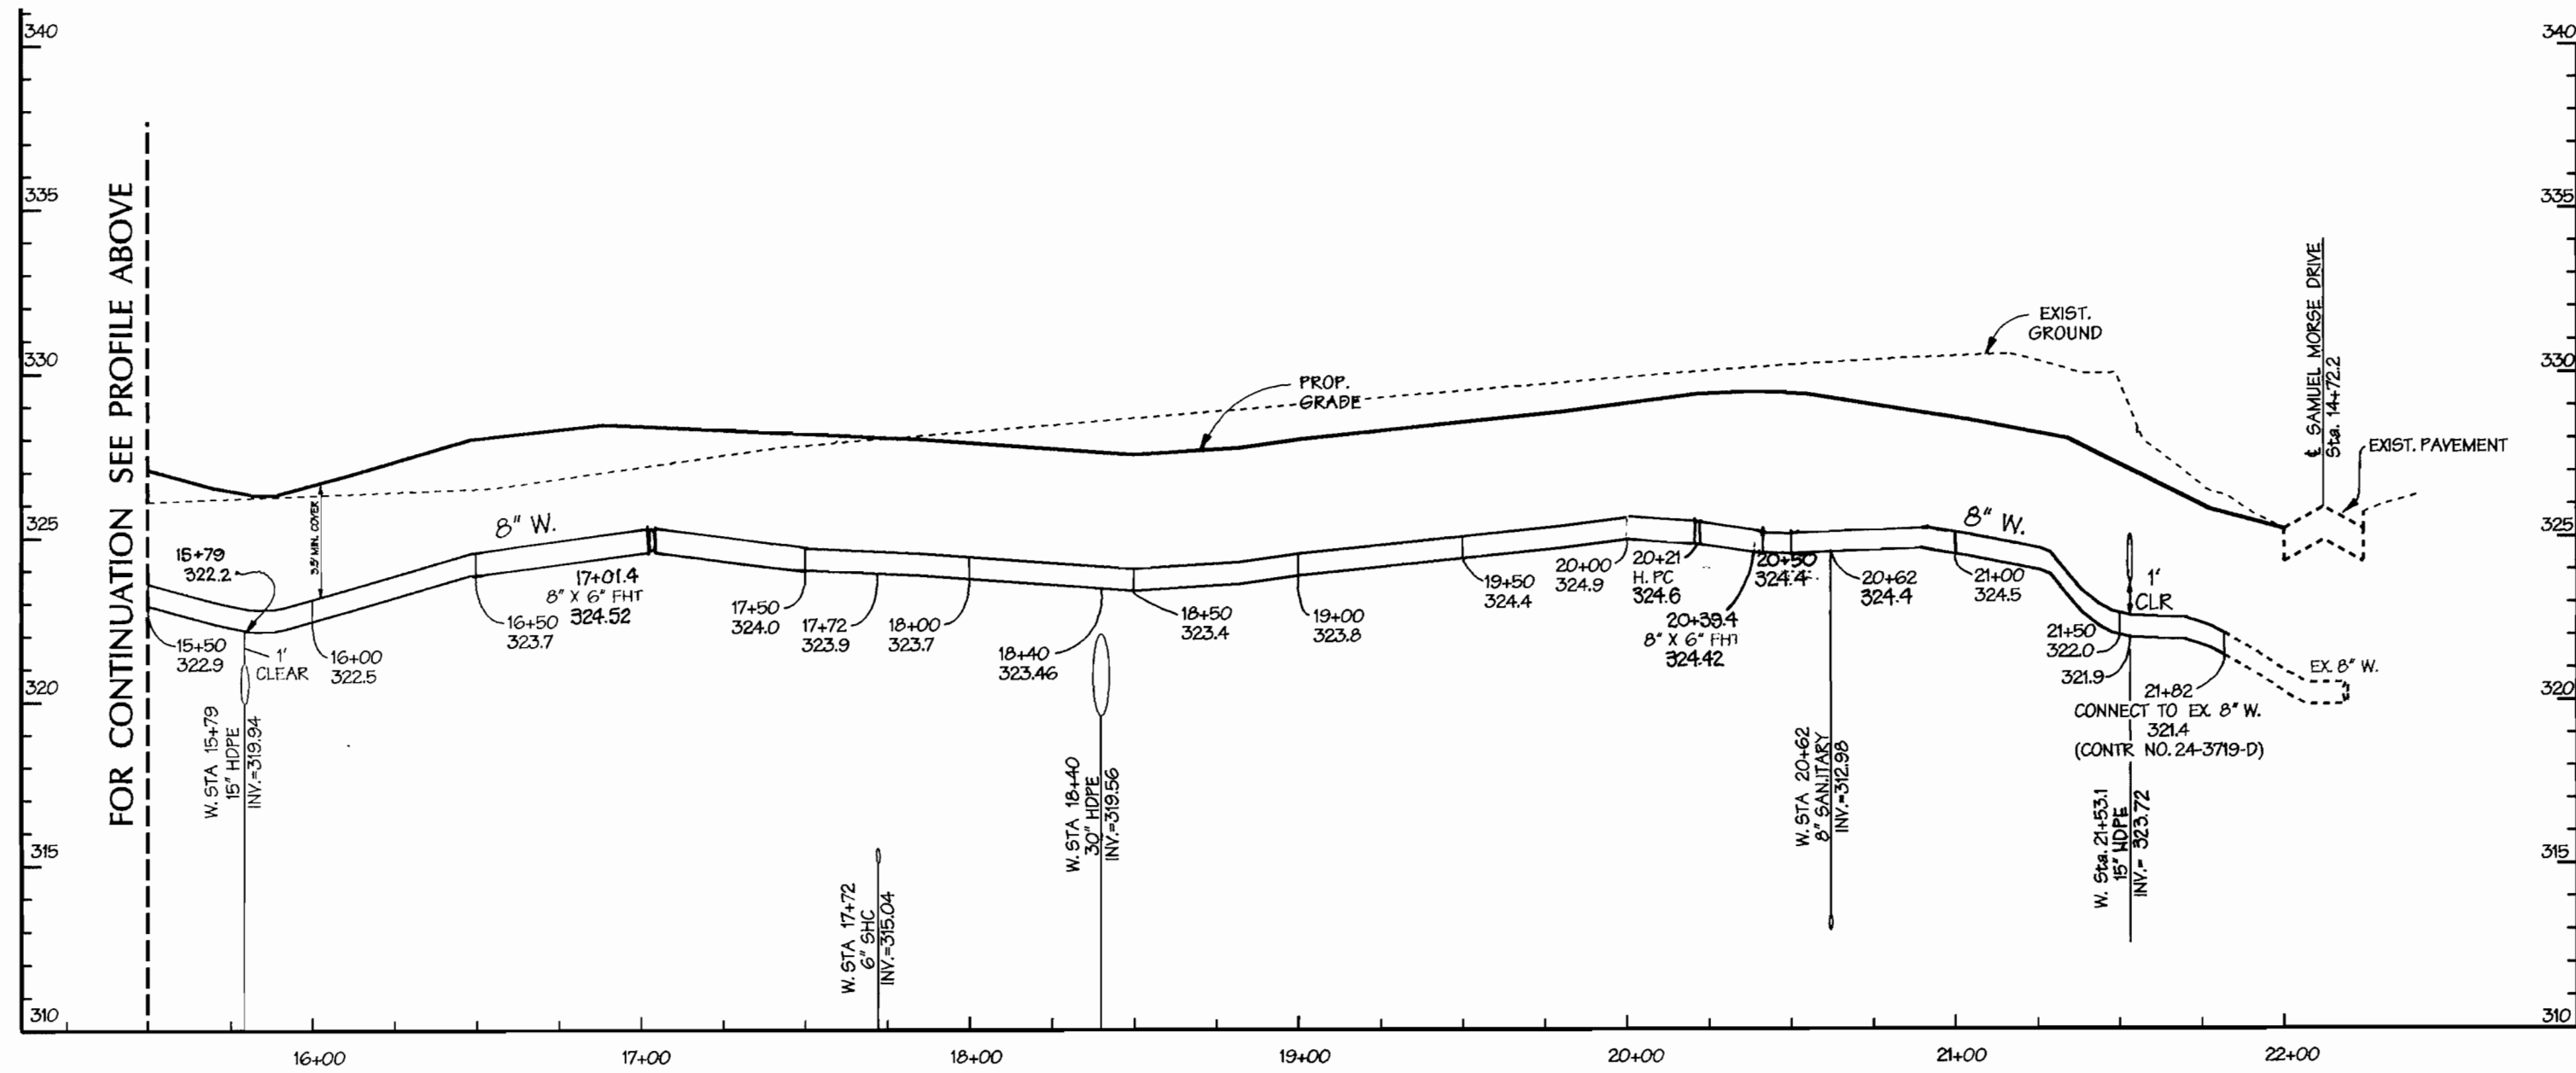 340
335
330
325
320
315
310
FOR CONTINUATION SEE PROFILE ABOVE
15+79
322.2
15+50
322.9
1'
CLEAR
W. STA 15+79
15" HDPE
INV.=319.94
3.5' MIN. COVER
16+00
322.5
8" W.
16+50
323.7
17+01.4
8" X 6" FHT
324.52
17+50
324.0
17+72
323.9
W. STA 17+72
6" SHC
INV.=315.04
18+00
323.7
18+40
323.46
W. STA 18+40
30" HDPE
INV.=319.56
18+50
323.4
PROP.
GRADE
19+00
323.8
19+50
324.4
20+00
324.9
20+21
H. PC
324.6
20+39.4
8" X 6" FHT
324.42
20+50
324.4
20+62
324.4
W. STA 20+62
8" SANITARY
INV.=312.98
EXIST.
GROUND
8" W.
21+00
324.5
21+50
322.0
321.9
1'
CLR
21+82
CONNECT TO EX. 8" W.
321.4
(CONTR NO. 24-3719-D)
W. Sta. 21+53.1
15" HDPE
INV.= 323.72
EX. 8" W.
℄ SAMUEL MORSE DRIVE
Sta. 14+72.2
EXIST. PAVEMENT
340
335
330
325
320
315
310
16+00
17+00
18+00
19+00
20+00
21+00
22+00